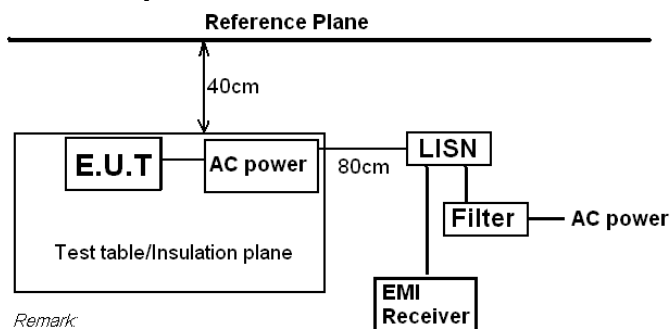 Reference Plane
40cm
E.U.T
AC power
80cm
LISN
Filter
AC power
Test table/Insulation plane
EMI
Receiver
Remark: